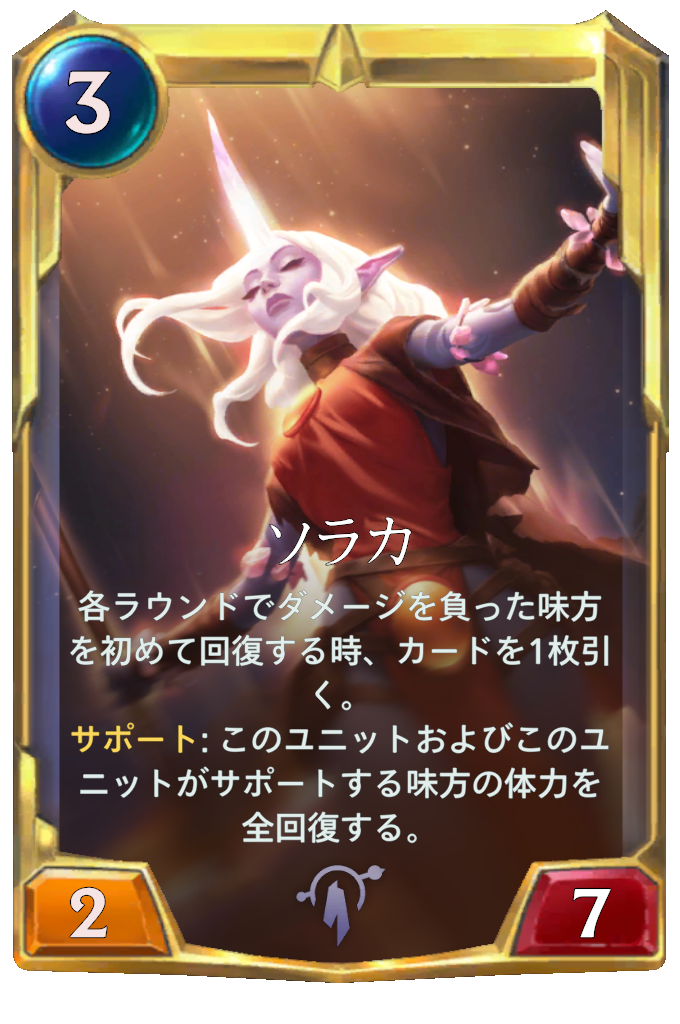 3
ソラカ
各ラウンドでダメージを負った味方
を初めて回復する時、カードを1枚引
く。
サポート: このユニットおよびこのユ
ニットがサポートする味方の体力を
全回復する。
2
7